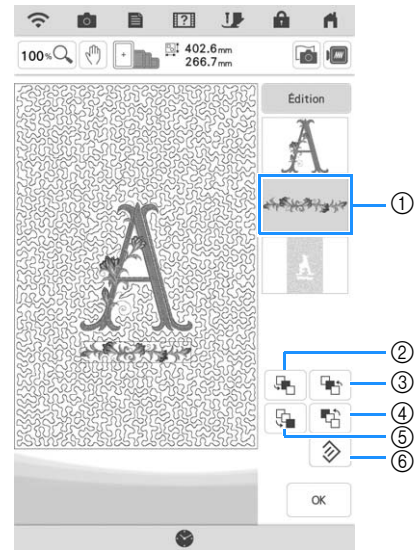 100%
402.6mm
266.7mm
Édition
A
①
A
②
③
④
⑤
⑥
OK